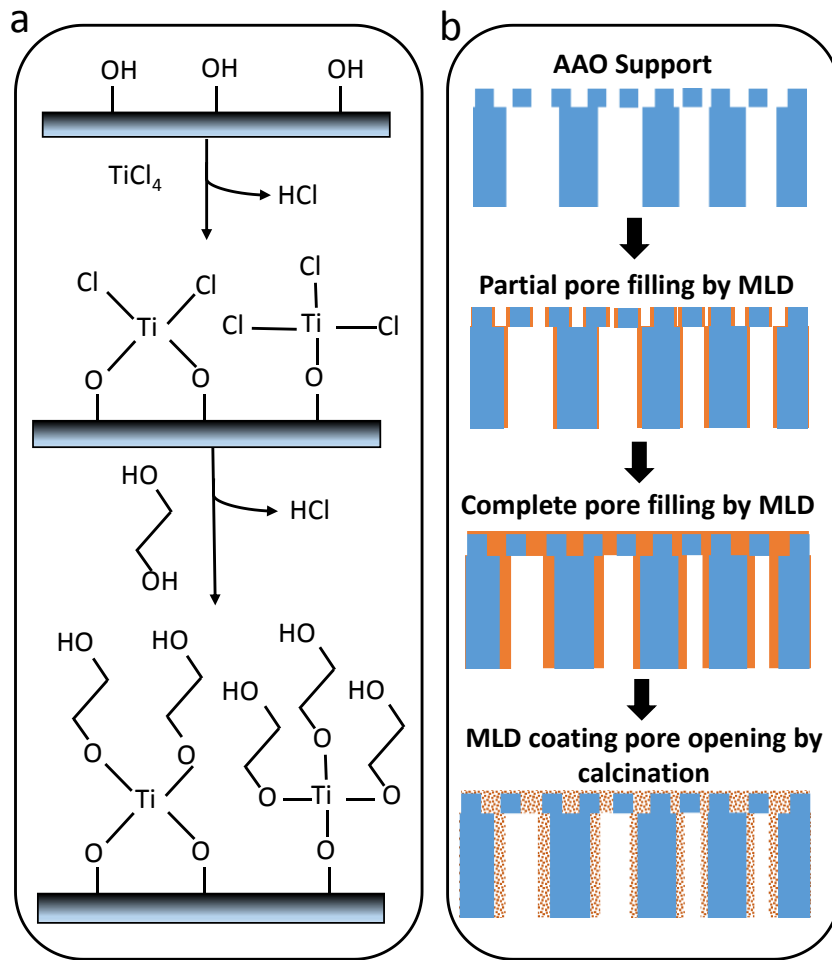 a
OH
OH
OH
TiCl4
HCl
Cl
Cl
Ti
Cl
Cl
Ti
Cl
O
O
O
HO
OH
HCl
HO
HO
HO
HO
O
O
O
O
Ti
O
Ti
O
O
O
O
b
AAO Support
Partial pore filling by MLD
Complete pore filling by MLD
MLD coating pore opening by
calcination